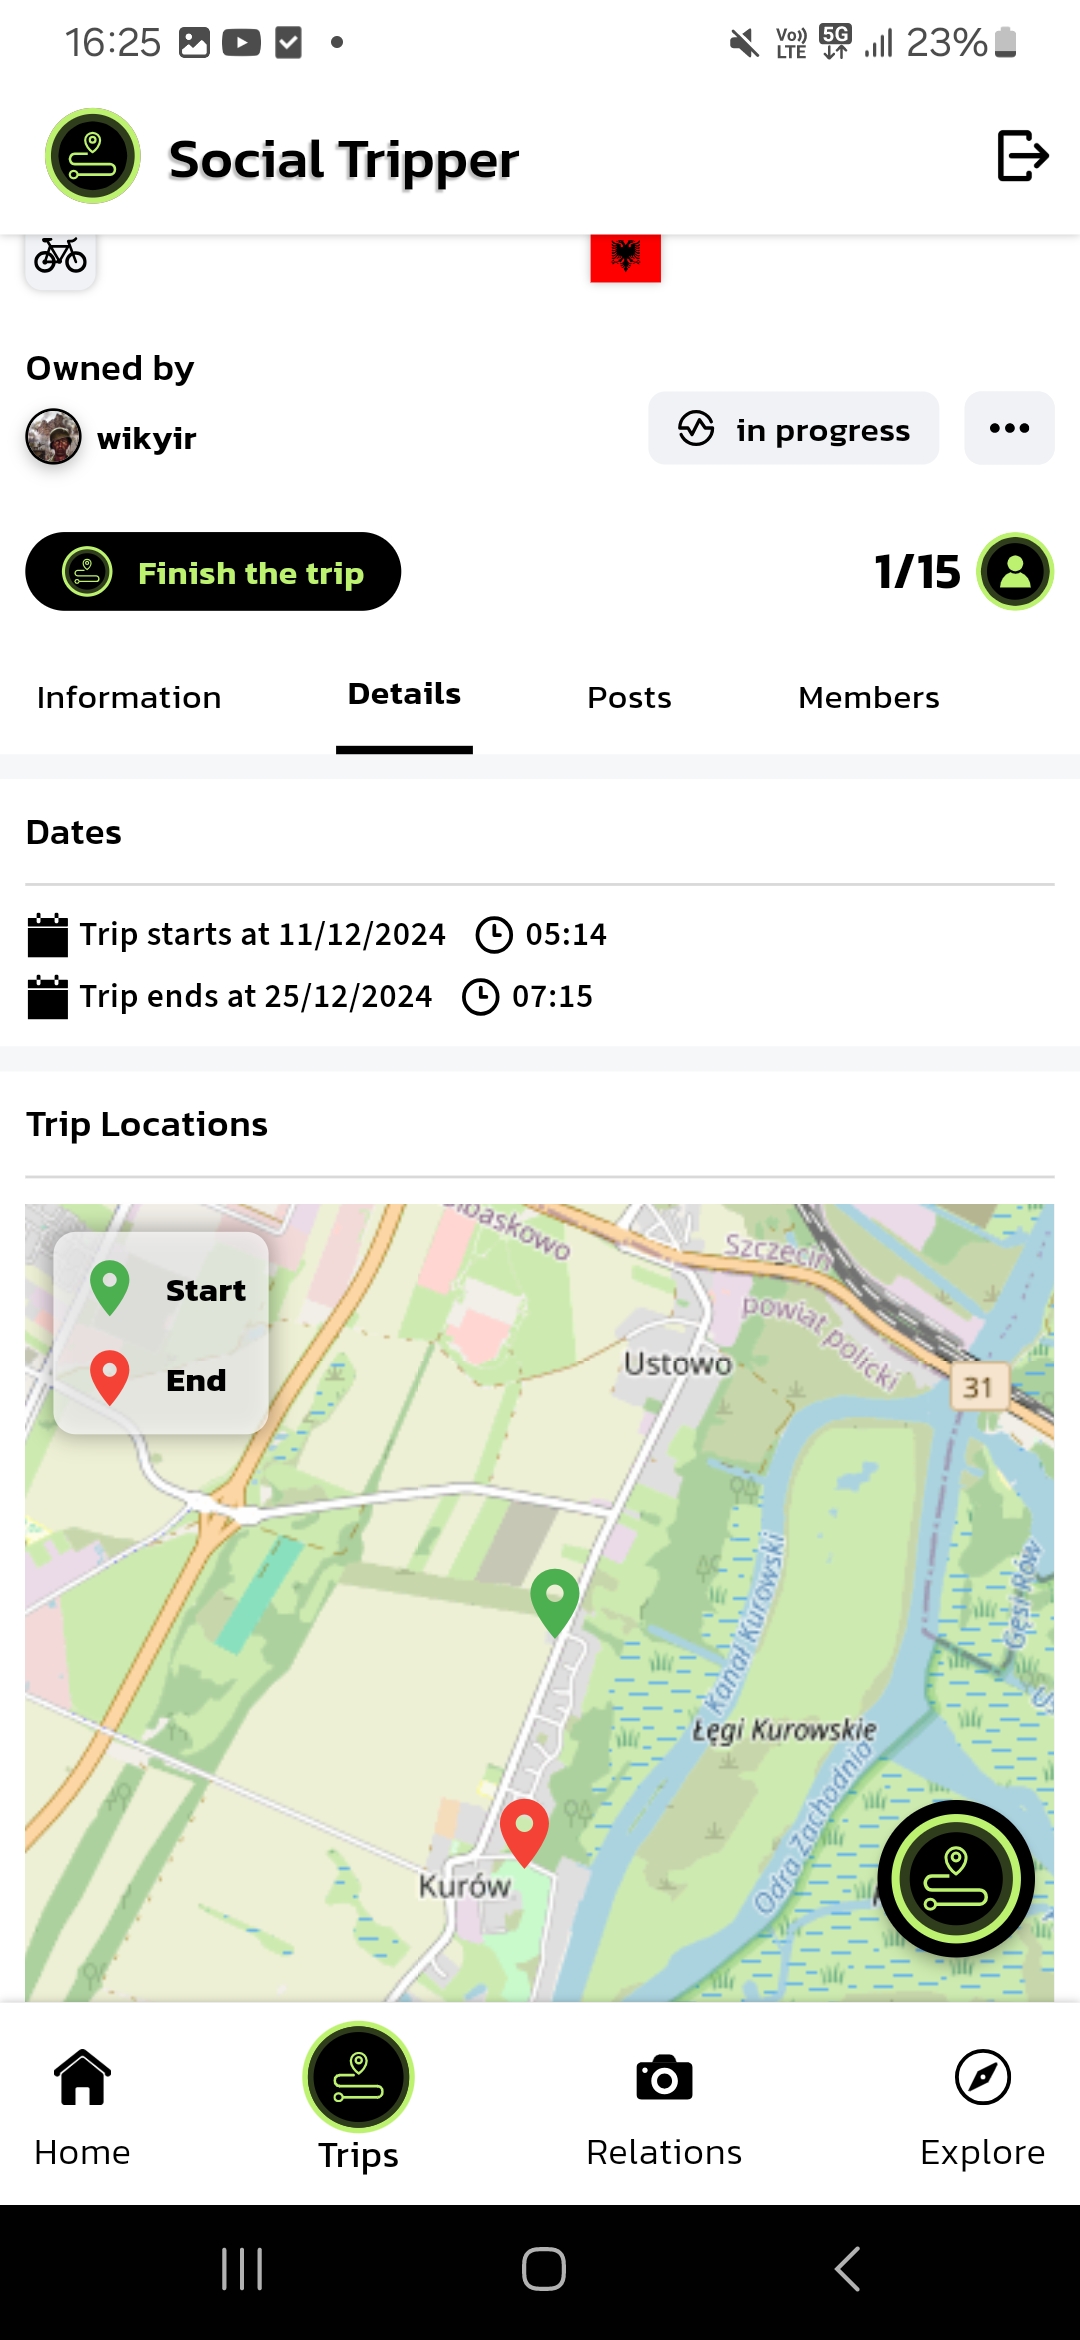 16:25
Vo)) LTE 5G 23%
Social Tripper
Owned by
wikyir
in progress
Finish the trip
1/15
Information Details Posts Members
Dates
Trip starts at 11/12/2024 05:14
Trip ends at 25/12/2024 07:15
Trip Locations
Start
End
Szczecin
powiat policki
Ustowo
31
Kanał Kurowski
Gęsi Rów
Łęgi Kurowskie
Odra Zachodnia
Kurów
Home Trips Relations Explore